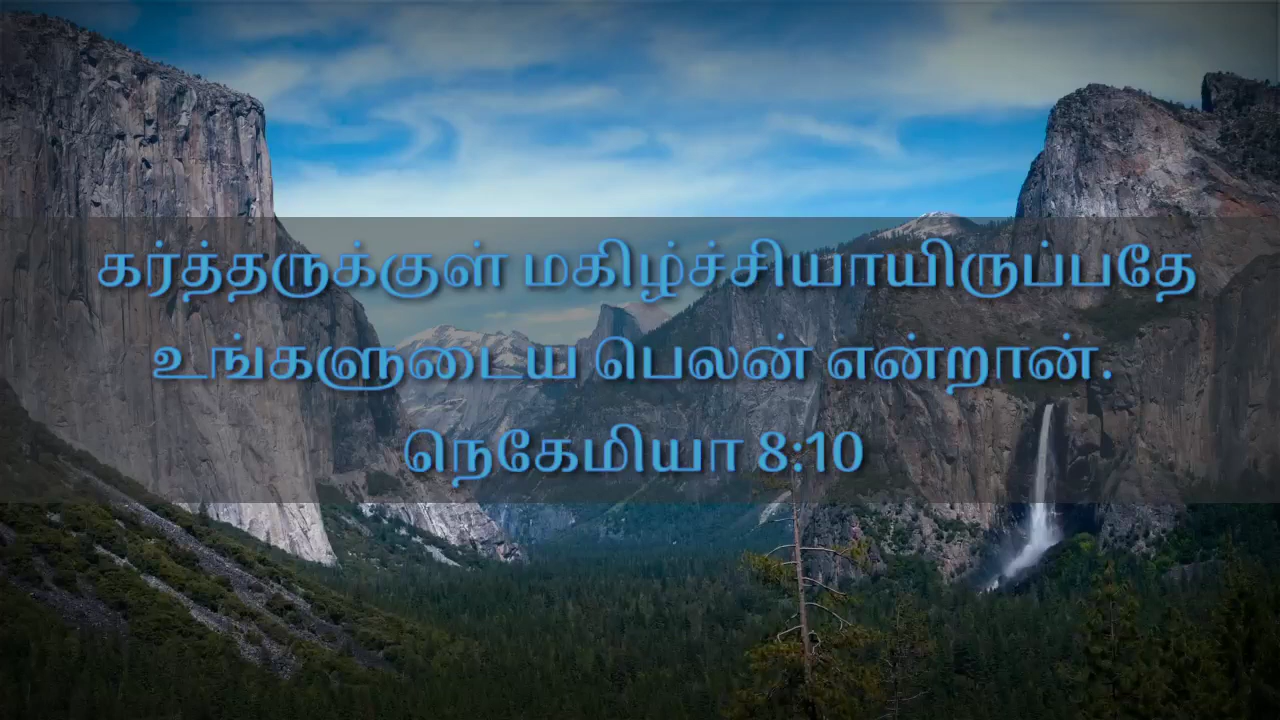 கர்த்தருக்குள் மகிழ்ச்சியாயிருப்பதே
உங்களுடைய பெலன் என்றான்.
நெகேமியா 8:10